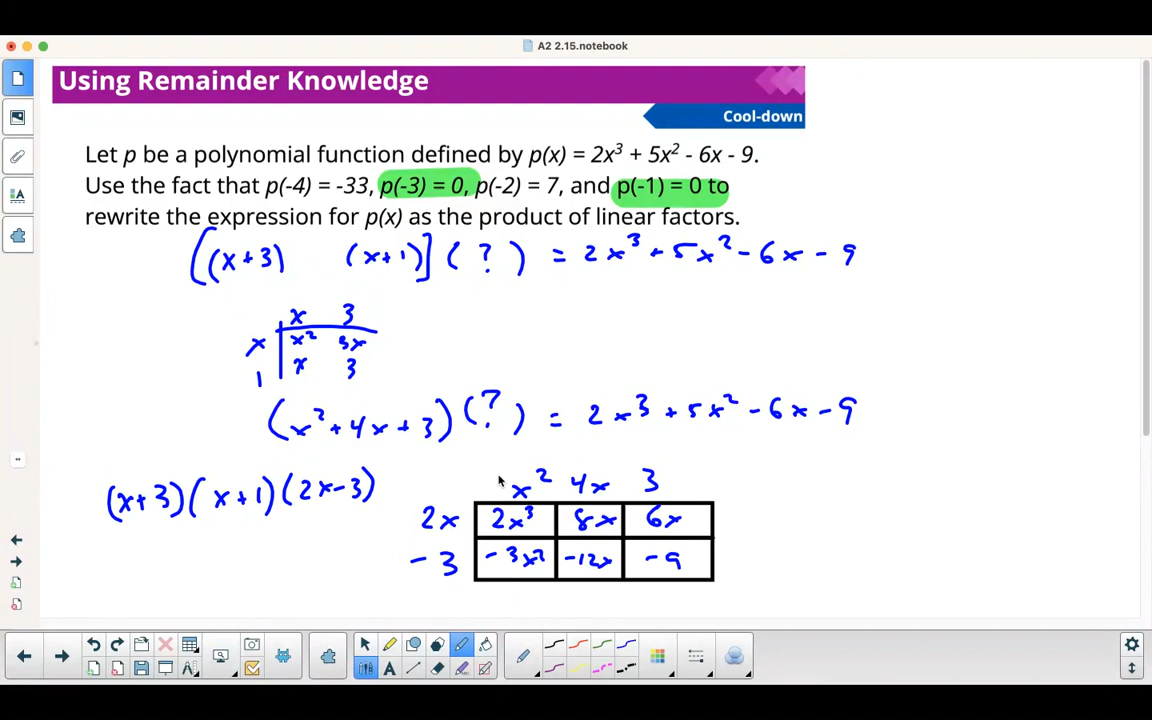 A2 2.15.notebook
Using Remainder Knowledge
Cool-down
Let p be a polynomial function defined by p(x) = 2x³ + 5x² - 6x - 9.
Use the fact that p(-4) = -33, p(-3) = 0, p(-2) = 7, and p(-1) = 0 to
rewrite the expression for p(x) as the product of linear factors.
[(x+3) (x+1)] (?) = 2x³ + 5x² - 6x - 9
x 3
x x² 3x
1 x 3
(x² + 4x + 3) (?) = 2x³ + 5x² - 6x - 9
(x+3)(x+1)(2x-3)
x² 4x 3
2x 2x³ 8x 6x
-3 -3x² -12x -9